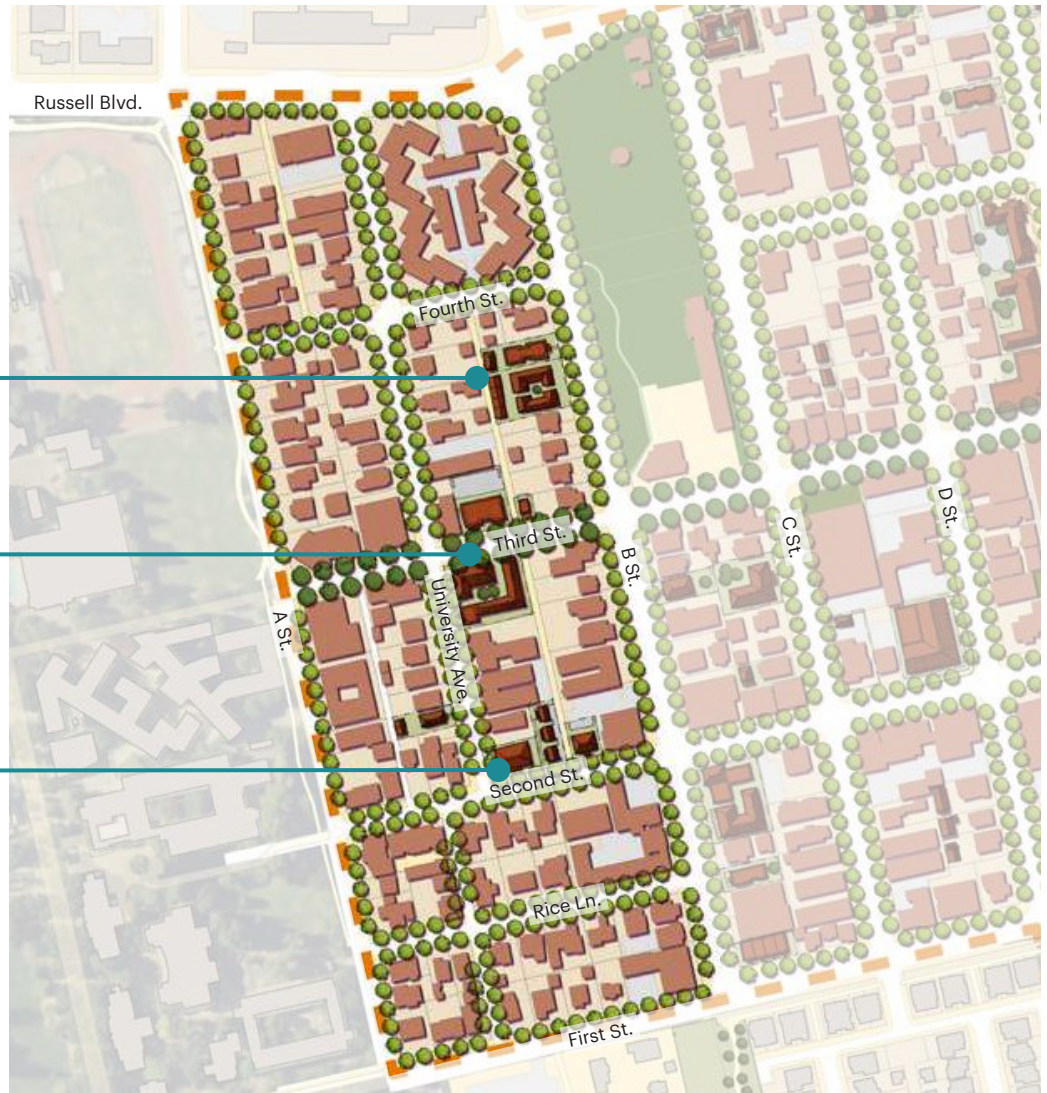 Russell Blvd.
Fourth St.
Third St.
B St.
C St.
D St.
A St.
University Ave.
Second St.
Rice Ln.
First St.